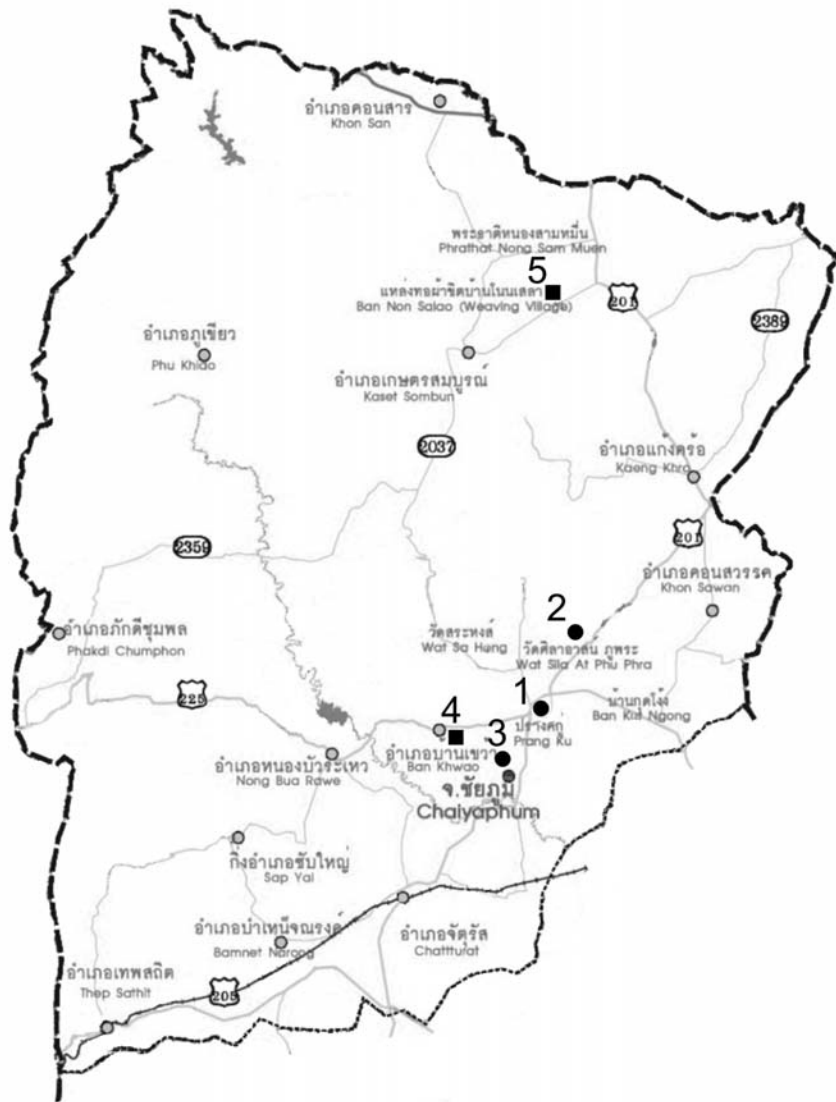 อำเภอคอนสาร
Khon San
พระธาตุหนองสามหมื่น
Phrathat Nong Sam Muen
5
แหล่งทอผ้าขิดบ้านโนนเสลา
Ban Non Salao (Weaving Village)
201
2389
อำเภอภูเขียว
Phu Khiao
อำเภอเกษตรสมบูรณ์
Kaset Sombun
2037
อำเภอแก้งคร้อ
Kaeng Khro
201
2359
อำเภอคอนสวรรค์
Khon Sawan
2
อำเภอภักดีชุมพล
Phakdi Chumphon
วัดสระหงส์
Wat Sa Hung
วัดศิลาอาสน์ ภูพระ
Wat Sila At Phu Phra
225
1
บ้านกุดโง้ง
Ban Kut Ngong
ปรางค์กู่
Prang Ku
4
3
อำเภอบ้านเขว้า
Ban Khwao
อำเภอหนองบัวระเหว
Nong Bua Rawe
จ.ชัยภูมิ
Chaiyaphum
กิ่งอำเภอซับใหญ่
Sap Yai
อำเภอบำเหน็จณรงค์
Bamnet Narong
อำเภอจัตุรัส
Chatturat
อำเภอเทพสถิต
Thep Sathit
205